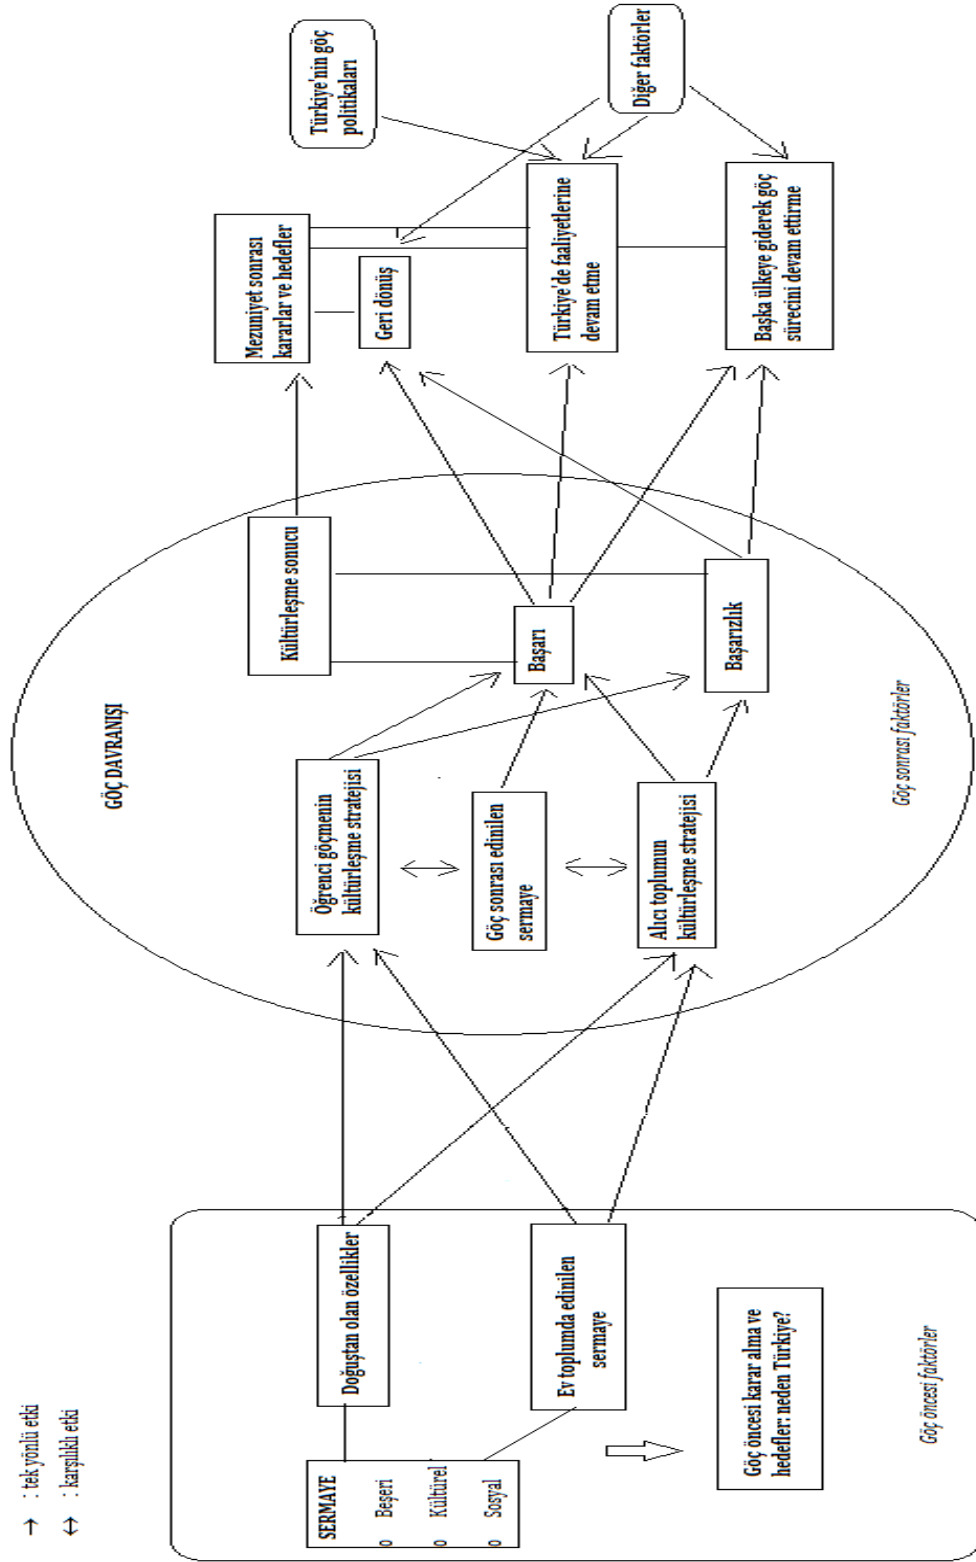 → : tek yönlü etki
↔ : karşılıklı etki
SERMAYE
o Beşeri
o Kültürel
o Sosyal
Doğuştan olan özellikler
Ev toplumda edinilen
sermaye
Göç öncesi karar alma ve
hedefler: neden Türkiye?
Göç öncesi faktörler
GÖÇ DAVRANIŞI
Öğrenci göçmenin
kültürleşme stratejisi
Göç sonrası edinilen
sermaye
Alıcı toplumun
kültürleşme stratejisi
Kültürleşme sonucu
Başarı
Başarızlık
Göç sonrası faktörler
Mezuniyet sonrası
kararlar ve hedefler
Geri dönüş
Türkiye'de faaliyetlerine
devam etme
Başka ülkeye giderek göç
sürecini devam ettirme
Türkiye'nin göç
politikaları
Diğer faktörler